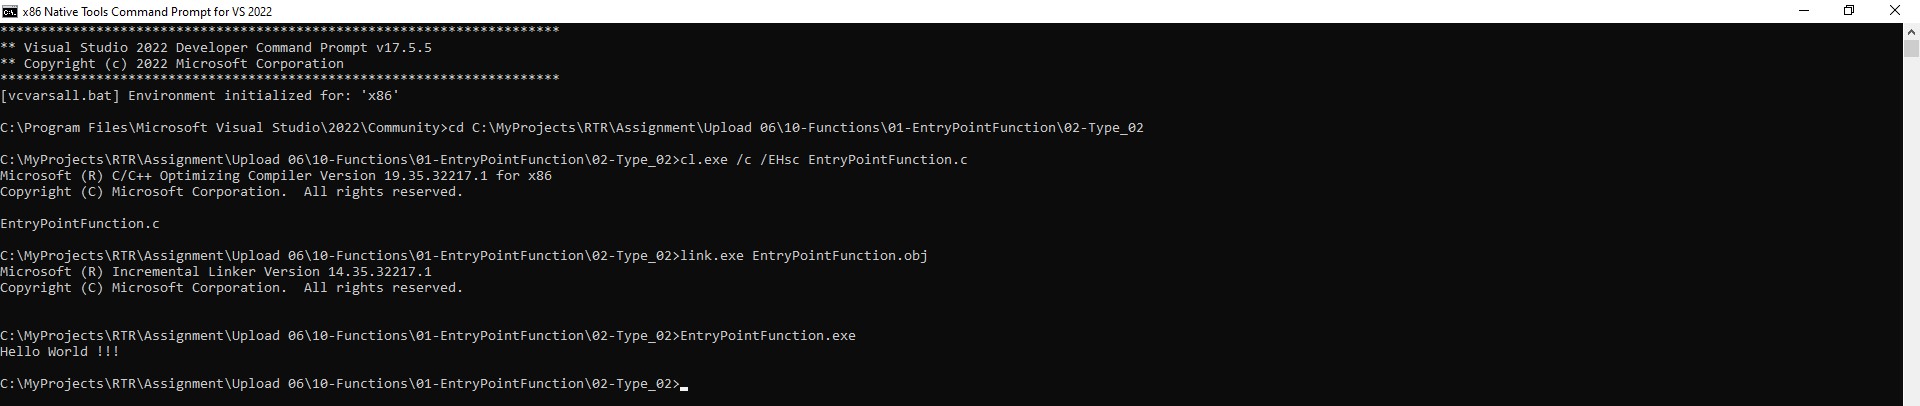 x86 Native Tools Command Prompt for VS 2022
**********************************************************************
** Visual Studio 2022 Developer Command Prompt v17.5.5
** Copyright (c) 2022 Microsoft Corporation
**********************************************************************
[vcvarsall.bat] Environment initialized for: 'x86'
C:\Program Files\Microsoft Visual Studio\2022\Community>cd C:\MyProjects\RTR\Assignment\Upload 06\10-Functions\01-EntryPointFunction\02-Type_02
C:\MyProjects\RTR\Assignment\Upload 06\10-Functions\01-EntryPointFunction\02-Type_02>cl.exe /c /EHsc EntryPointFunction.c
Microsoft (R) C/C++ Optimizing Compiler Version 19.35.32217.1 for x86
Copyright (C) Microsoft Corporation.  All rights reserved.
EntryPointFunction.c
C:\MyProjects\RTR\Assignment\Upload 06\10-Functions\01-EntryPointFunction\02-Type_02>link.exe EntryPointFunction.obj
Microsoft (R) Incremental Linker Version 14.35.32217.1
Copyright (C) Microsoft Corporation.  All rights reserved.
C:\MyProjects\RTR\Assignment\Upload 06\10-Functions\01-EntryPointFunction\02-Type_02>EntryPointFunction.exe
Hello World !!!
C:\MyProjects\RTR\Assignment\Upload 06\10-Functions\01-EntryPointFunction\02-Type_02>